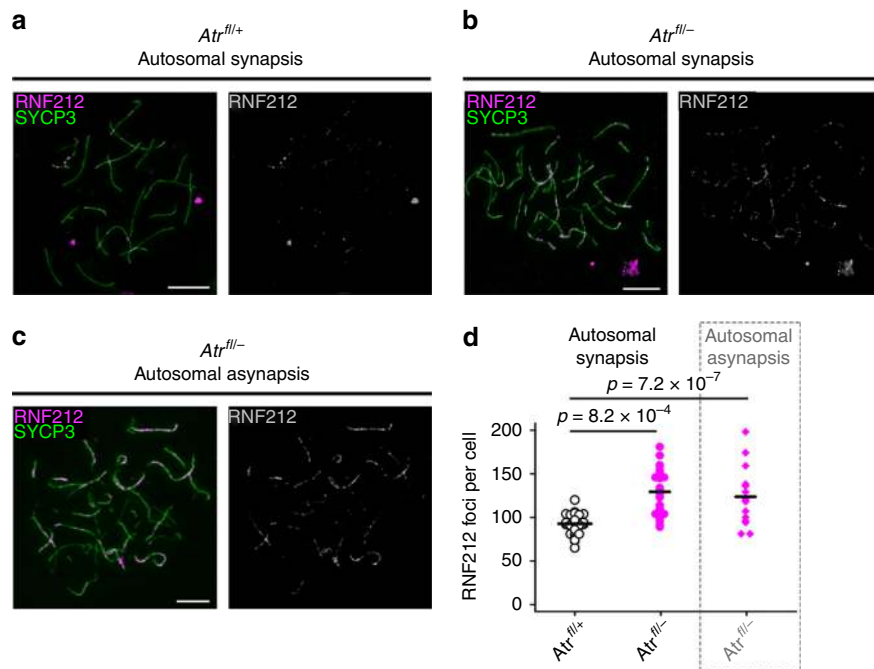 a
Atr^fl/+
Autosomal synapsis
RNF212
SYCP3
RNF212
b
Atr^fl/–
Autosomal synapsis
RNF212
SYCP3
RNF212
c
Atr^fl/–
Autosomal asynapsis
RNF212
SYCP3
RNF212
d
Autosomal
synapsis
Autosomal
asynapsis
p = 7.2 × 10^–7
p = 8.2 × 10^–4
RNF212 foci per cell
200
150
100
50
0
Atr^fl/+
Atr^fl/–
Atr^fl/–